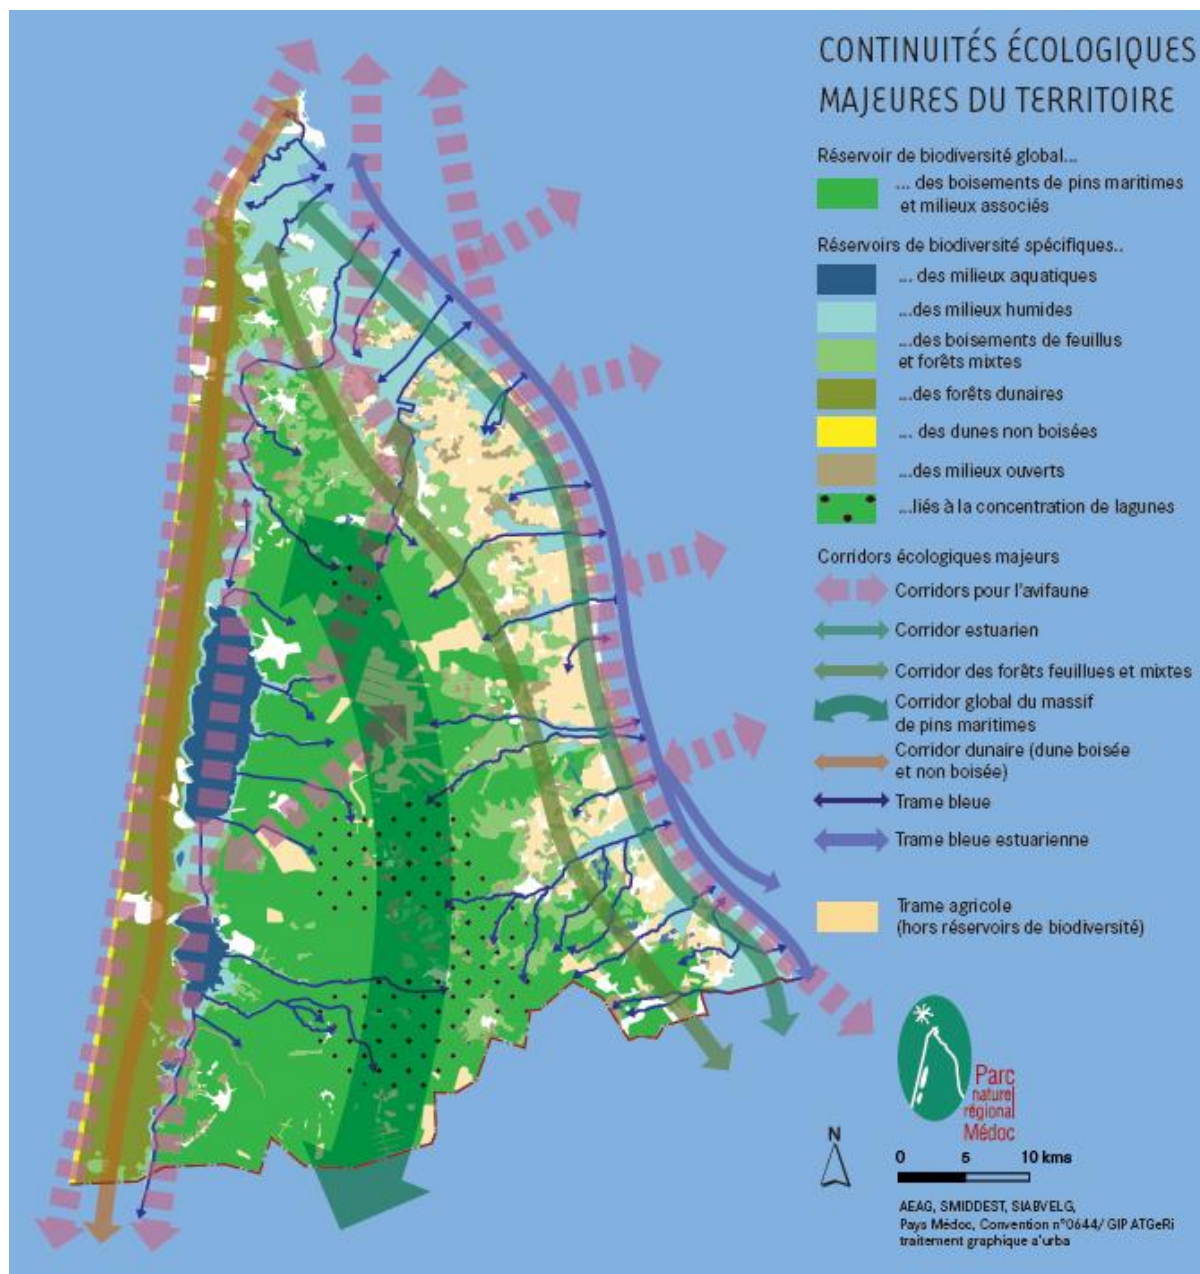 CONTINUITÉS ÉCOLOGIQUES
MAJEURES DU TERRITOIRE
Réservoir de biodiversité global...
... des boisements de pins maritimes
et milieux associés
Réservoirs de biodiversité spécifiques..
... des milieux aquatiques
...des milieux humides
...des boisements de feuillus
et forêts mixtes
...des forêts dunaires
... des dunes non boisées
...des milieux ouverts
...liés à la concentration de lagunes
Corridors écologiques majeurs
Corridors pour l'avifaune
Corridor estuarien
Corridor des forêts feuillues et mixtes
Corridor global du massif
de pins maritimes
Corridor dunaire (dune boisée
et non boisée)
Trame bleue
Trame bleue estuarienne
Trame agricole
(hors réservoirs de biodiversité)
Parc
naturel
régional
Médoc
N
0 5 10 kms
AEAG, SMIDDEST, SIABVELG,
Pays Médoc, Convention n°0644/ GIP ATGeRi
traitement graphique a'urba